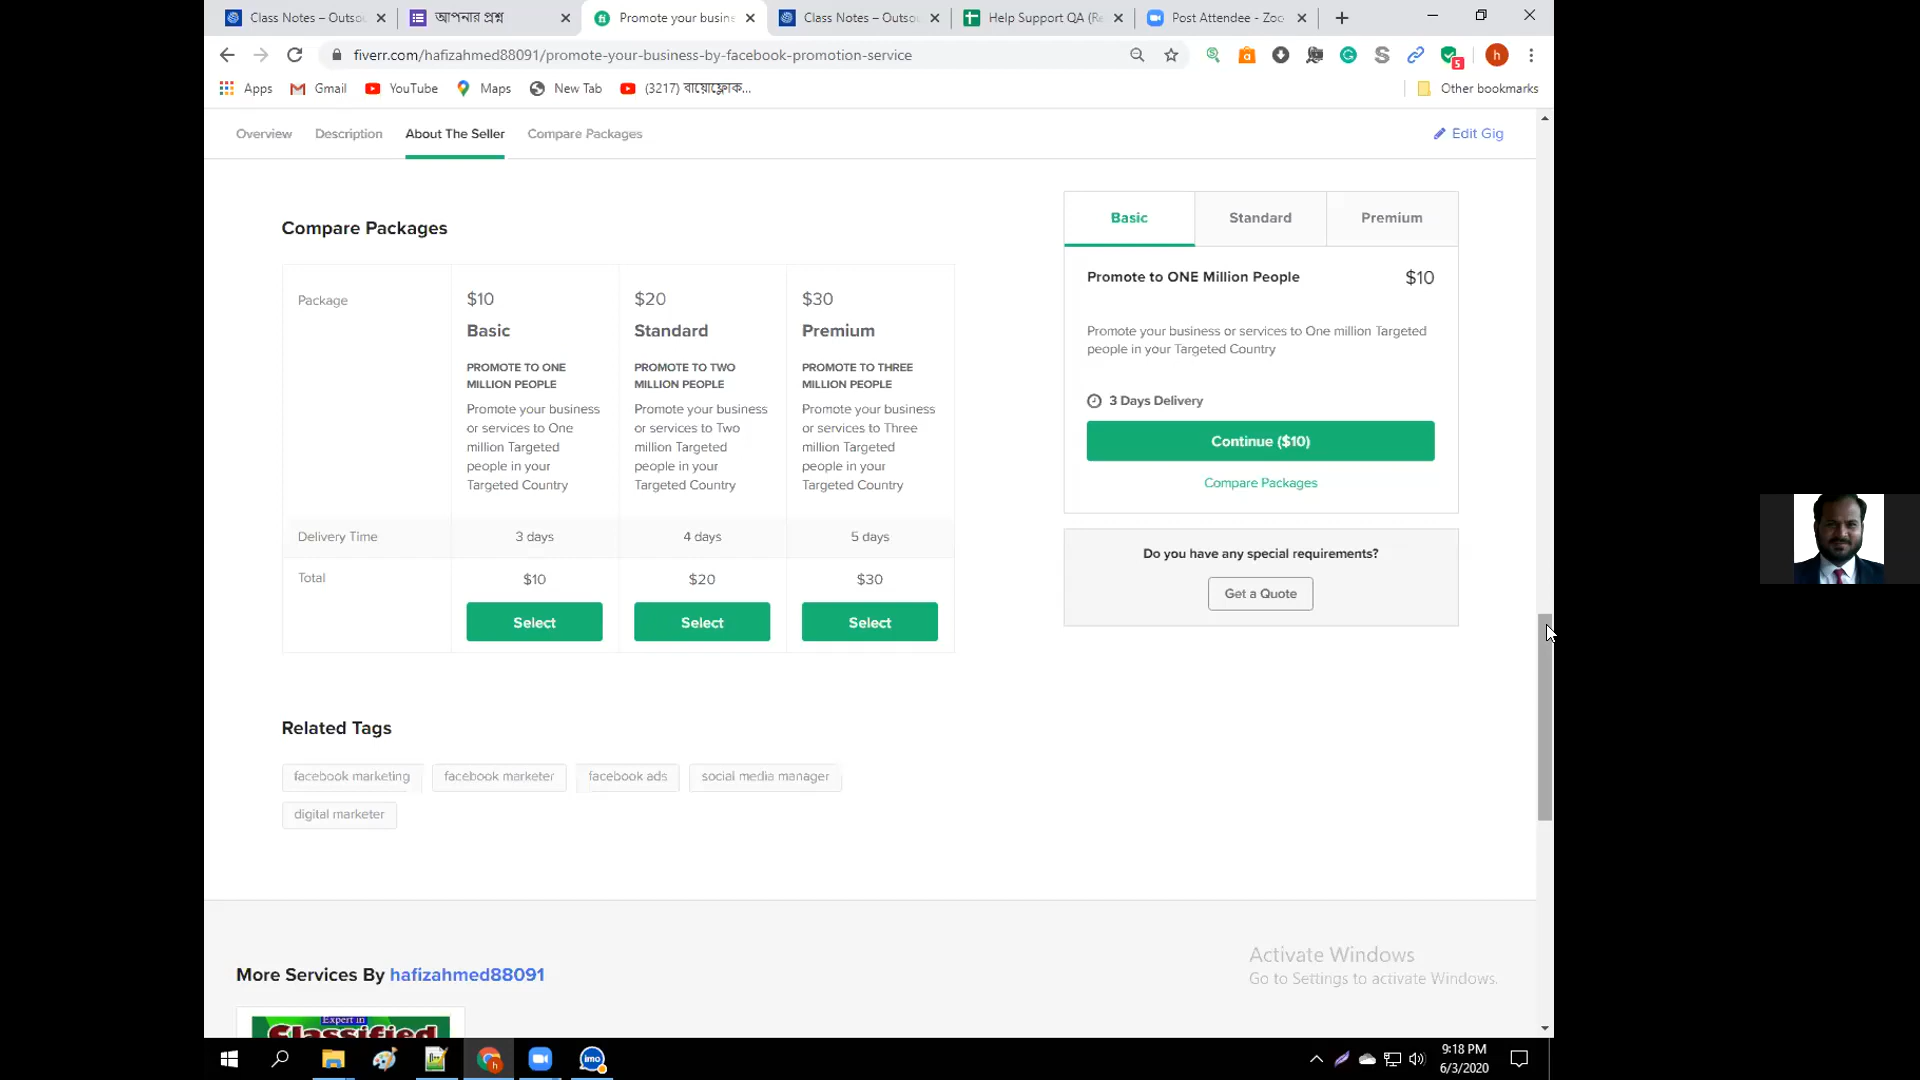 Class Notes – Outso
আপনার প্রশ্ন
Promote your busin
Class Notes – Outso
Help Support QA (Re
Post Attendee - Zoo
fiverr.com/hafizahmed88091/promote-your-business-by-facebook-promotion-service
5
h
Apps
Gmail
YouTube
Maps
New Tab
(3217) বায়োফ্লোক...
Other bookmarks
Overview
Description
About The Seller
Compare Packages
Edit Gig
Compare Packages
Package
$10
Basic
PROMOTE TO ONE
MILLION PEOPLE
Promote your business
or services to One
million Targeted
people in your
Targeted Country
$20
Standard
PROMOTE TO TWO
MILLION PEOPLE
Promote your business
or services to Two
million Targeted
people in your
Targeted Country
$30
Premium
PROMOTE TO THREE
MILLION PEOPLE
Promote your business
or services to Three
million Targeted
people in your
Targeted Country
Delivery Time
3 days
4 days
5 days
Total
$10
$20
$30
Select
Select
Select
Basic
Standard
Premium
Promote to ONE Million People
$10
Promote your business or services to One million Targeted
people in your Targeted Country
3 Days Delivery
Continue ($10)
Compare Packages
Do you have any special requirements?
Get a Quote
Related Tags
facebook marketing
facebook marketer
facebook ads
social media manager
digital marketer
More Services By hafizahmed88091
Expert in
Classified
Activate Windows
Go to Settings to activate Windows.
imo
9:18 PM
6/3/2020